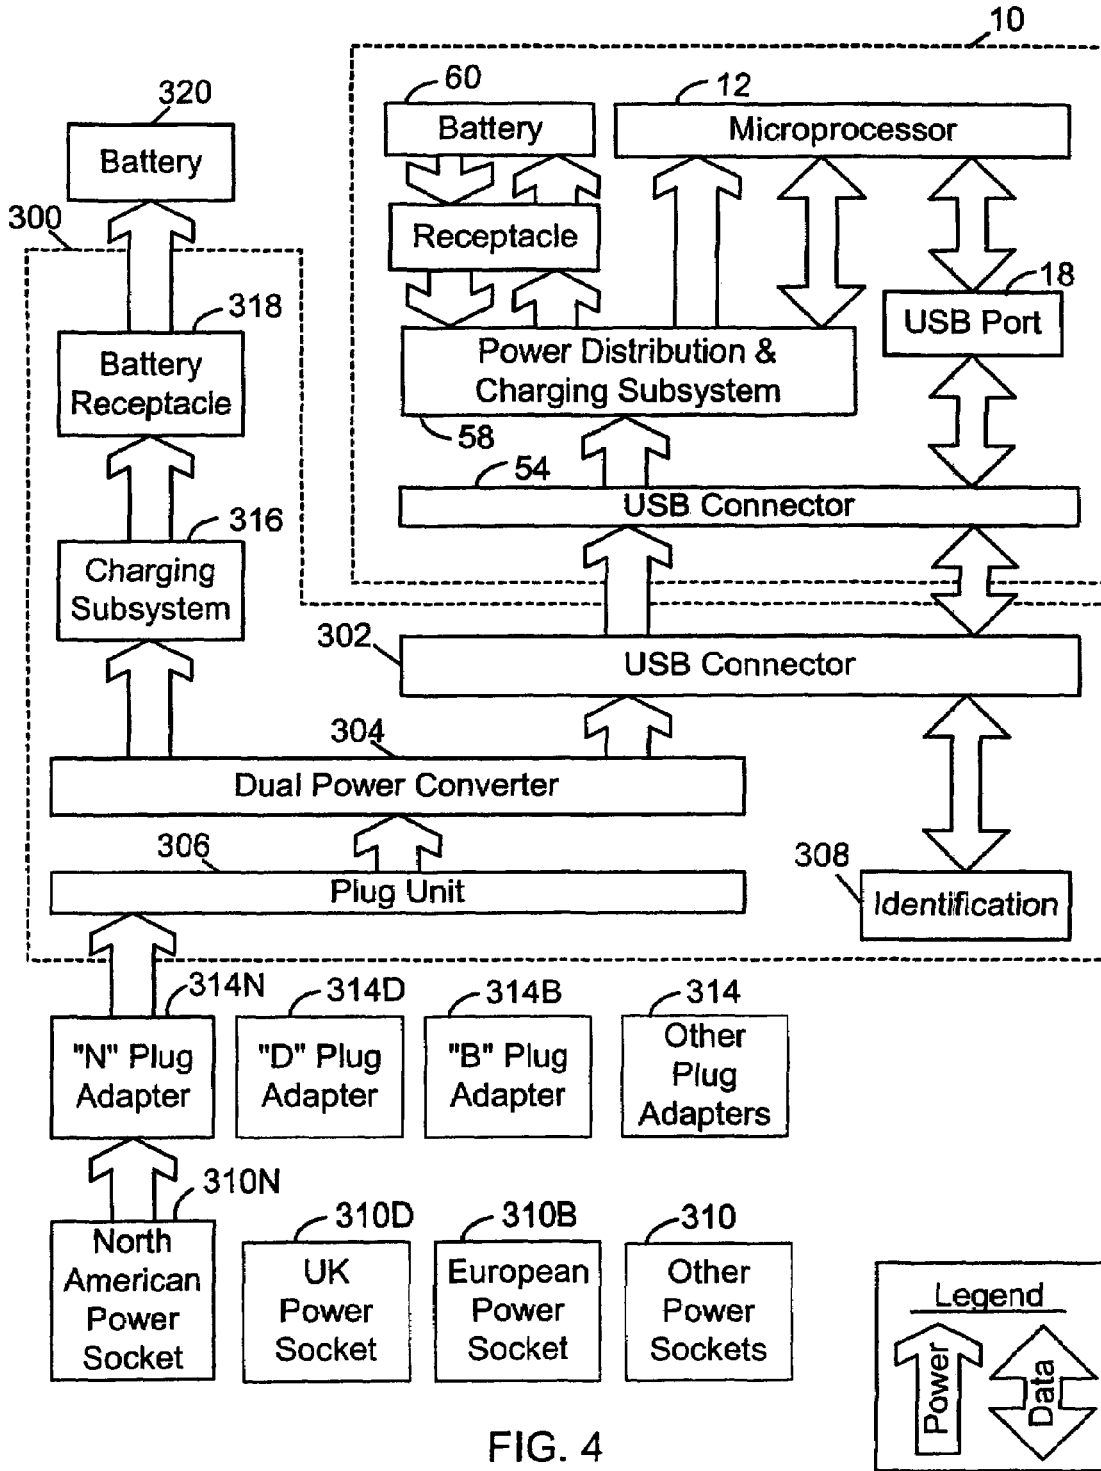 10
320
Battery
60
Battery
12
Microprocessor
300
Receptacle
318
Battery
Receptacle
18
USB Port
Power Distribution &
Charging Subsystem
58
54
USB Connector
316
Charging
Subsystem
302
USB Connector
304
Dual Power Converter
306
Plug Unit
308
Identification
314N
"N" Plug
Adapter
314D
"D" Plug
Adapter
314B
"B" Plug
Adapter
314
Other
Plug
Adapters
310N
North
American
Power
Socket
310D
UK
Power
Socket
310B
European
Power
Socket
310
Other
Power
Sockets
Legend
Power
Data
FIG. 4